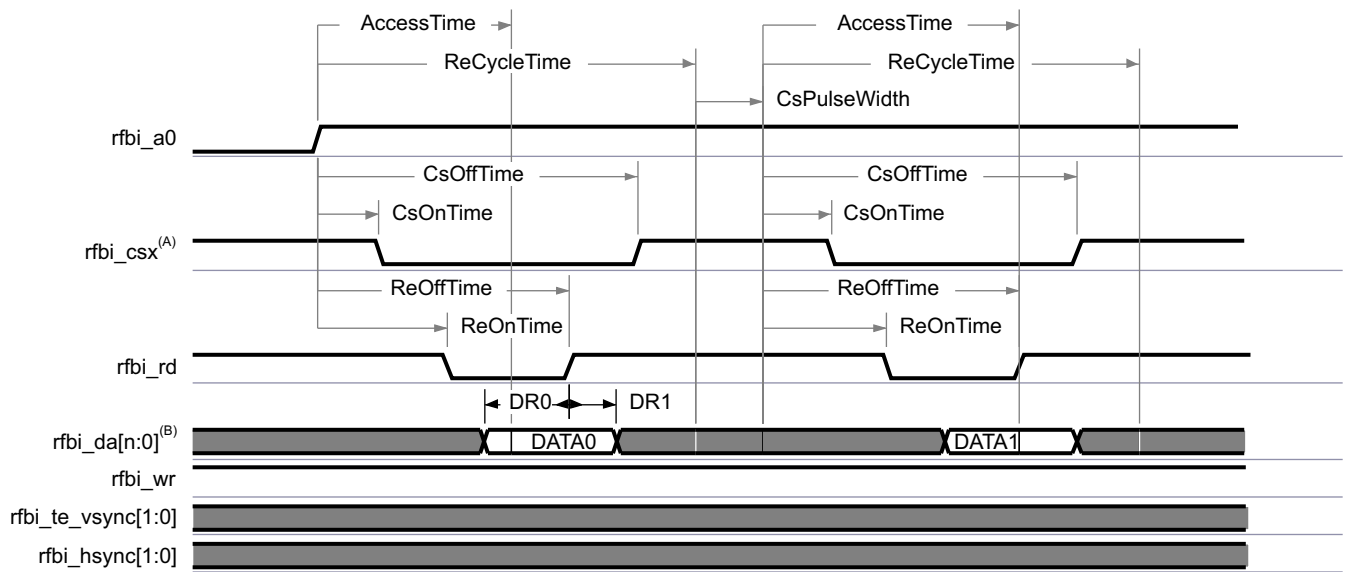 AccessTime AccessTime
ReCycleTime ReCycleTime
CsPulseWidth
rfbi_a0
CsOffTime CsOffTime
CsOnTime CsOnTime
rfbi_csx(A)
ReOffTime ReOffTime
ReOnTime ReOnTime
rfbi_rd
DR0 DR1
rfbi_da[n:0](B) DATA0 DATA1
rfbi_wr
rfbi_te_vsync[1:0]
rfbi_hsync[1:0]